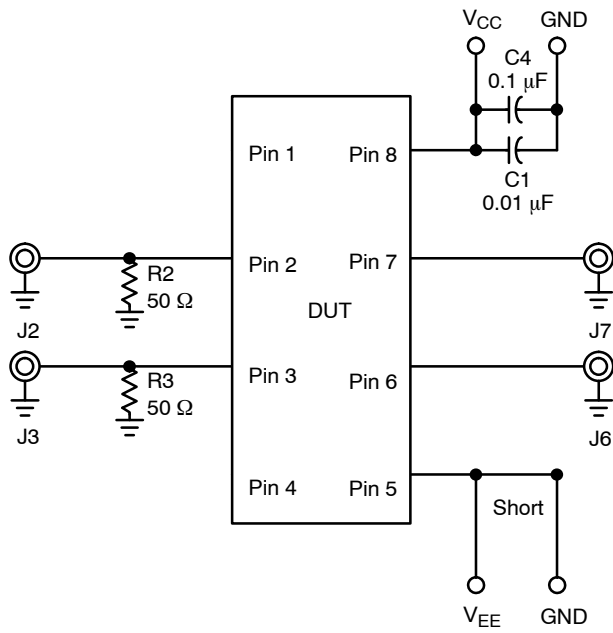 VCC GND
C4
0.1 μF
Pin 1 Pin 8
C1
0.01 μF
Pin 2 Pin 7
R2
50 Ω
DUT
J2 J7
Pin 3 Pin 6
R3
50 Ω
J3 J6
Pin 4 Pin 5
Short
VEE GND